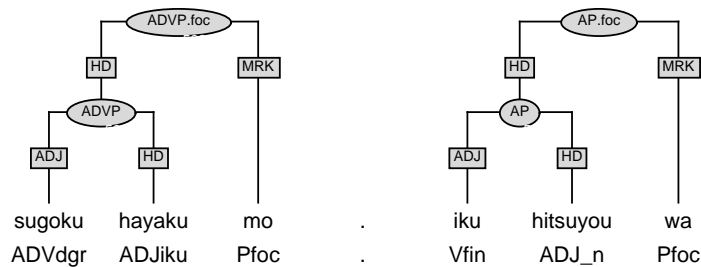 ADVP.foc AP.foc
HD MRK HD MRK
ADVP AP
ADJ HD ADJ HD
sugoku hayaku mo . iku hitsuyou wa
ADVdgr ADJiku Pfoc . Vfin ADJ_n Pfoc